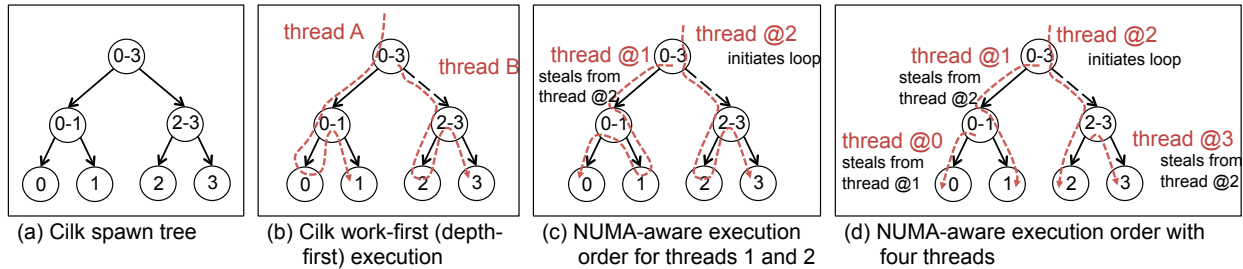 0-3
0-1
2-3
0
1
2
3
(a) Cilk spawn tree
thread A
0-3
thread B
0-1
2-3
0
1
2
3
(b) Cilk work-first (depth-
first) execution
thread @2
initiates loop
thread @1
steals from
thread @2
0-3
0-1
2-3
0
1
2
3
(c) NUMA-aware execution
order for threads 1 and 2
thread @2
initiates loop
thread @1
steals from
thread @2
0-3
0-1
2-3
thread @0
steals from
thread @1
thread @3
steals from
thread @2
0
1
2
3
(d) NUMA-aware execution order with
four threads